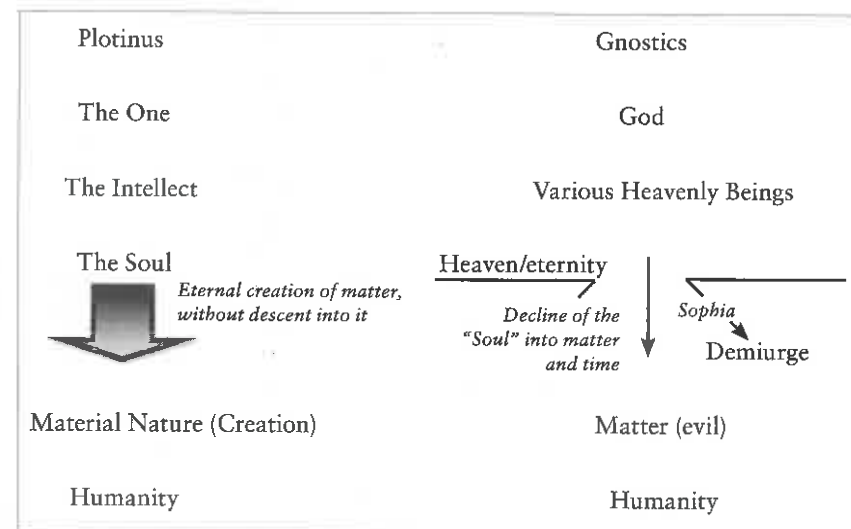 Plotinus
Gnostics
The One
God
The Intellect
Various Heavenly Beings
The Soul
Eternal creation of matter,
without descent into it
Heaven/eternity
Decline of the
"Soul" into matter
and time
Sophia
Demiurge
Material Nature (Creation)
Matter (evil)
Humanity
Humanity